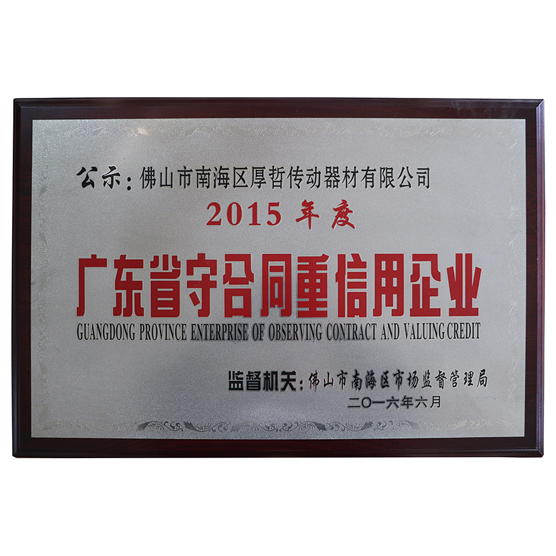 公示：佛山市南海区厚哲传动器材有限公司
2015年度
广东省守合同重信用企业
GUANGDONG PROVINCE ENTERPRISE OF OBSERVING CONTRACT AND VALUING CREDIT
监督机关：佛山市南海区市场监督管理局
二〇一六年六月